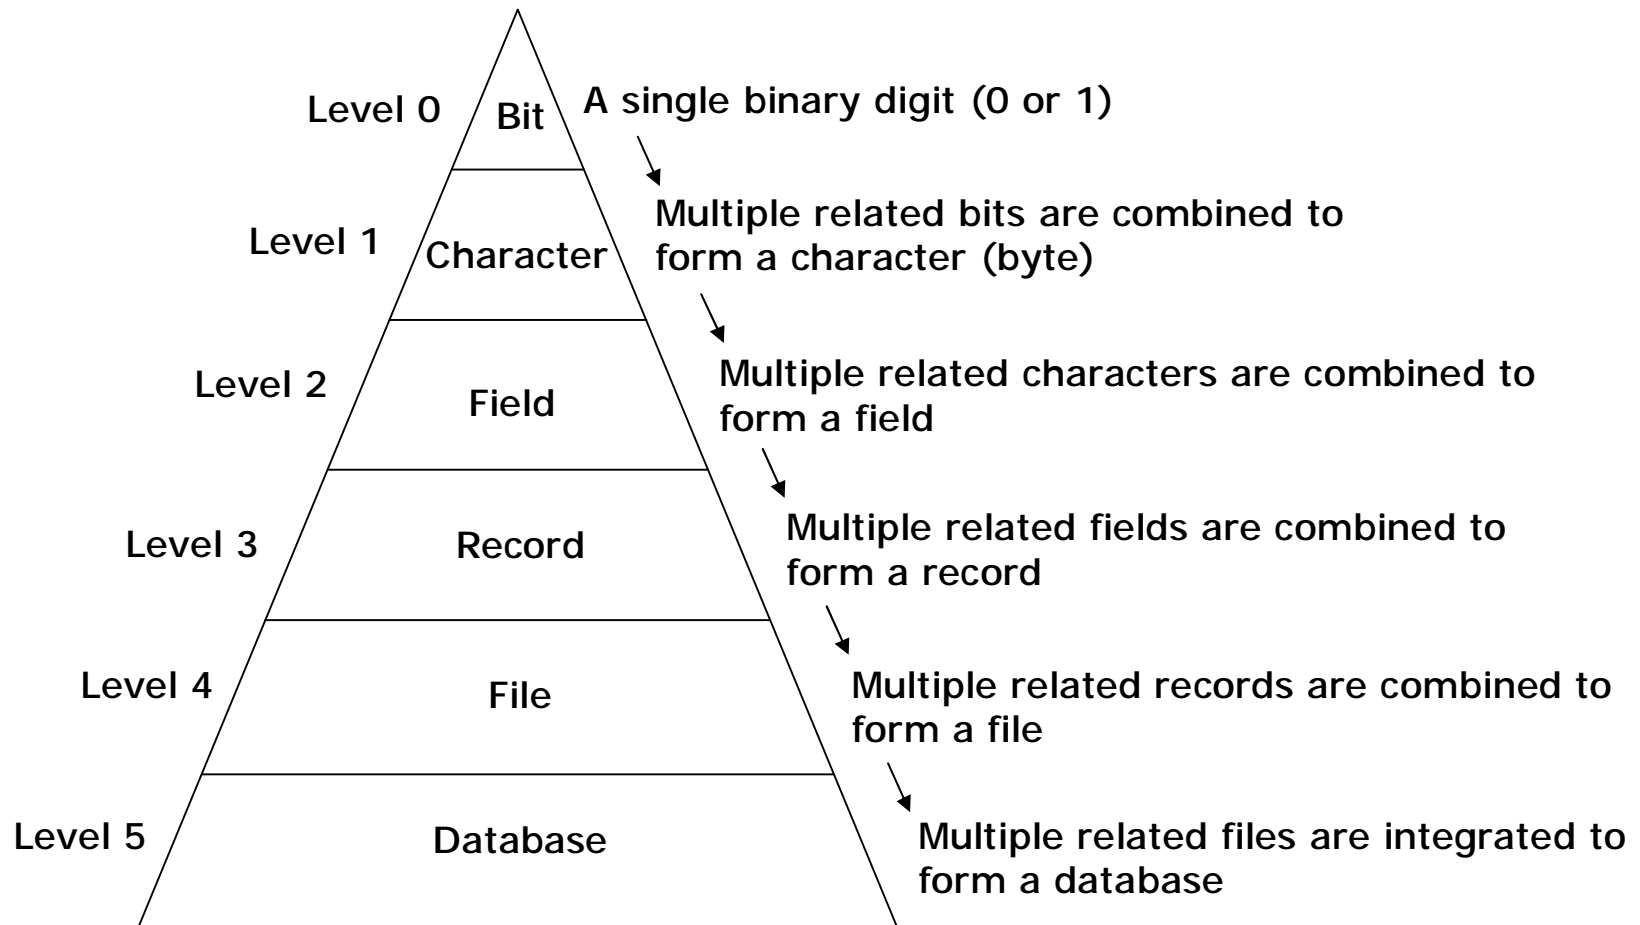 Level 0
Bit
A single binary digit (0 or 1)
Level 1
Character
Multiple related bits are combined to
form a character (byte)
Level 2
Field
Multiple related characters are combined to
form a field
Level 3
Record
Multiple related fields are combined to
form a record
Level 4
File
Multiple related records are combined to
form a file
Level 5
Database
Multiple related files are integrated to
form a database